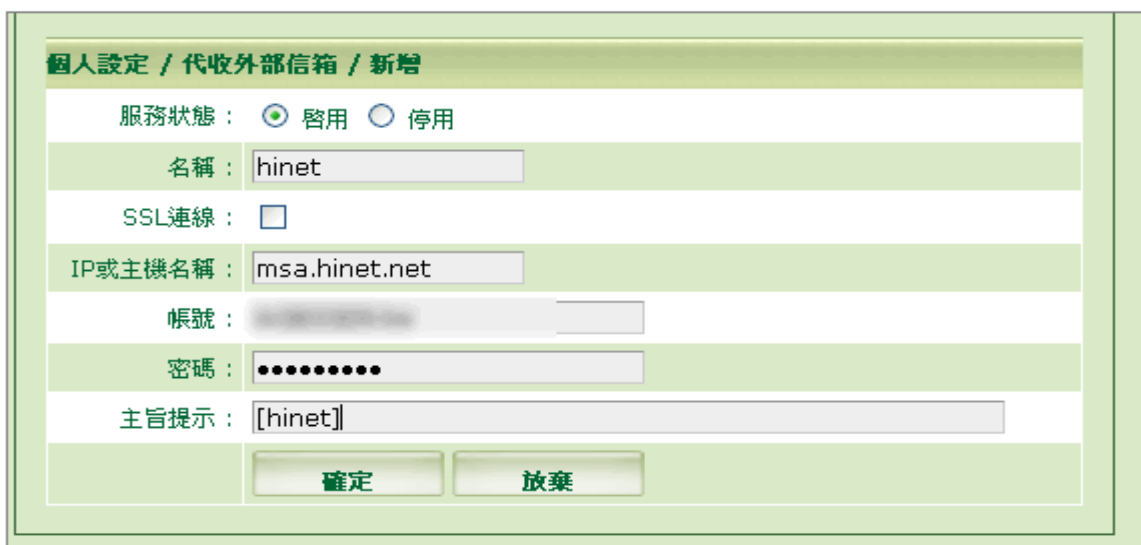 個人設定 / 代收外部信箱 / 新增
服務狀態： 啓用 停用
名稱： hinet
SSL連線：
IP或主機名稱： msa.hinet.net
帳號：
密碼： •••••••••
主旨提示： [hinet]
確定 放棄